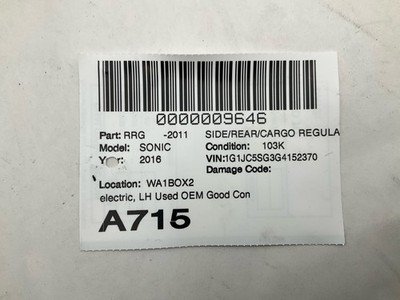 0000009646
Part: RRG -2011 SIDE/REAR/CARGO REGULA
Model: SONIC Condition: 103K
Year: 2016 VIN:1G1JC5SG3G4152370
Damage Code:
Location: WA1BOX2
electric, LH Used OEM Good Con
A715